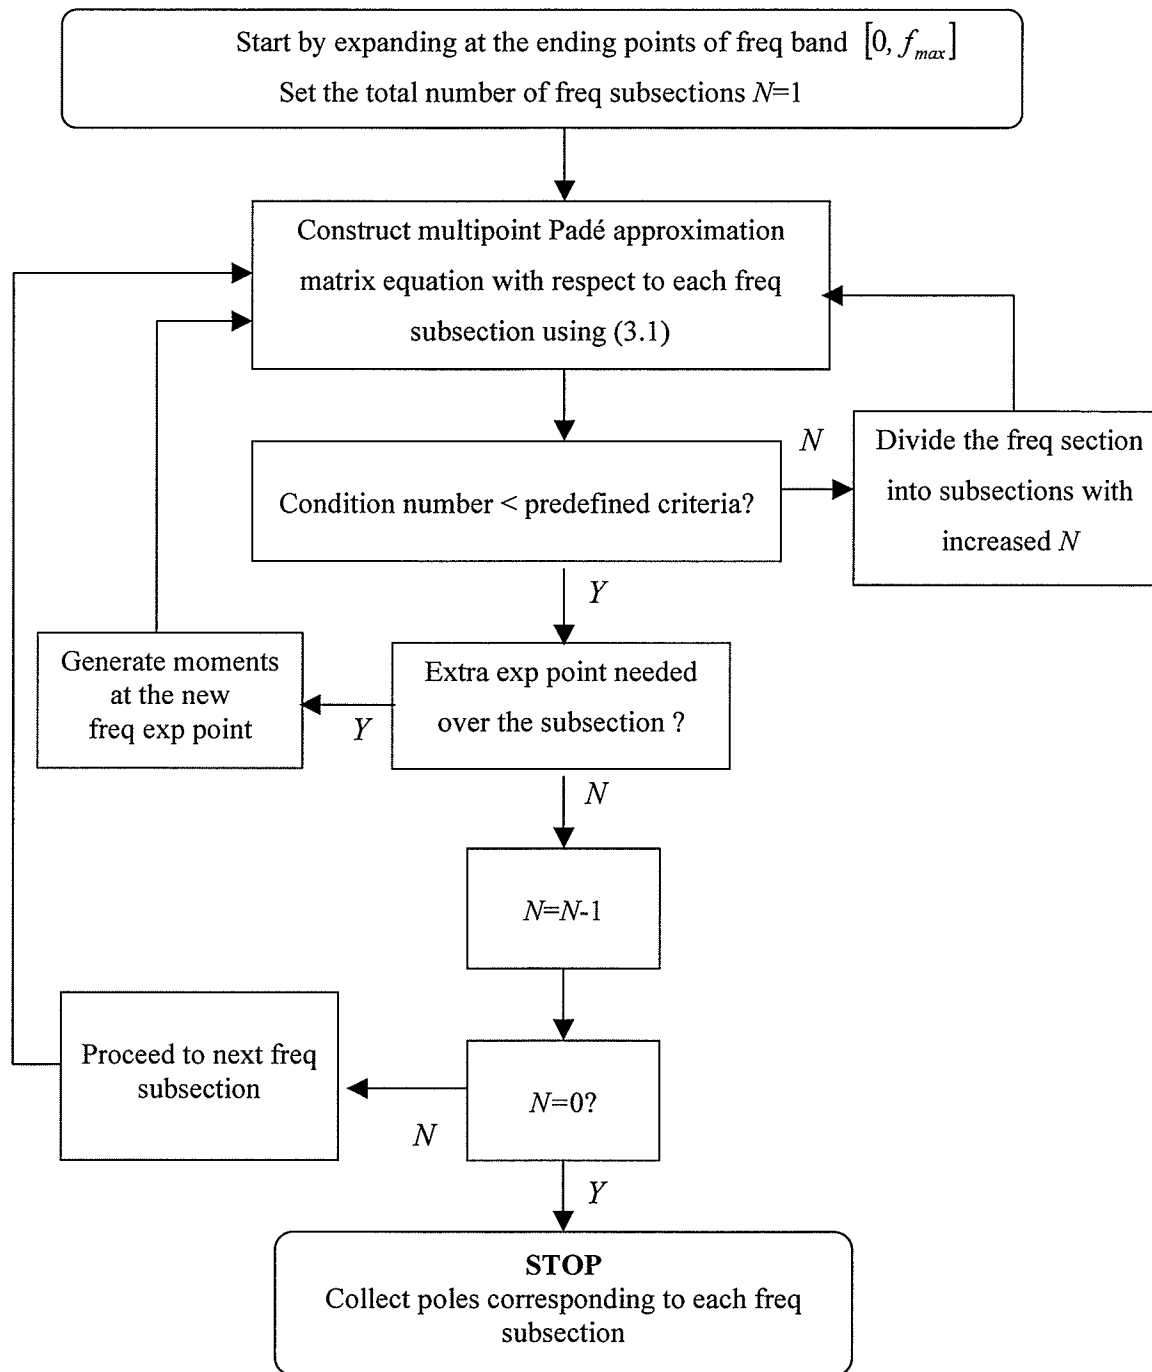 Start by expanding at the ending points of freq band [0, f_max]
Set the total number of freq subsections N=1
Construct multipoint Padé approximation
matrix equation with respect to each freq
subsection using (3.1)
N
Divide the freq section
into subsections with
increased N
Condition number < predefined criteria?
Y
Generate moments
at the new
freq exp point
Y
Extra exp point needed
over the subsection ?
N
N=N-1
Proceed to next freq
subsection
N
N=0?
Y
STOP
Collect poles corresponding to each freq
subsection